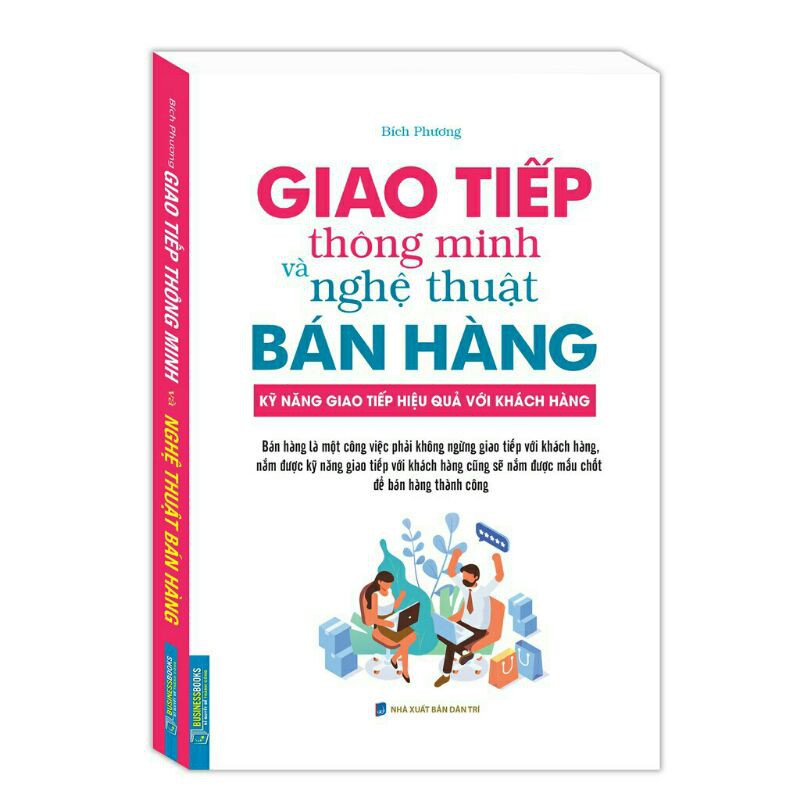 Bích Phương
GIAO TIẾP
thông minh
và nghệ thuật
BÁN HÀNG
KỸ NĂNG GIAO TIẾP HIỆU QUẢ VỚI KHÁCH HÀNG
Bán hàng là một công việc phải không ngừng giao tiếp với khách hàng,
nắm được kỹ năng giao tiếp với khách hàng cũng sẽ nắm được mấu chốt
để bán hàng thành công
NHÀ XUẤT BẢN DÂN TRÍ
Bích Phương GIAO TIẾP THÔNG MINH và NGHỆ THUẬT BÁN HÀNG
BUSINESSBOOKS
BUSINESSBOOKS